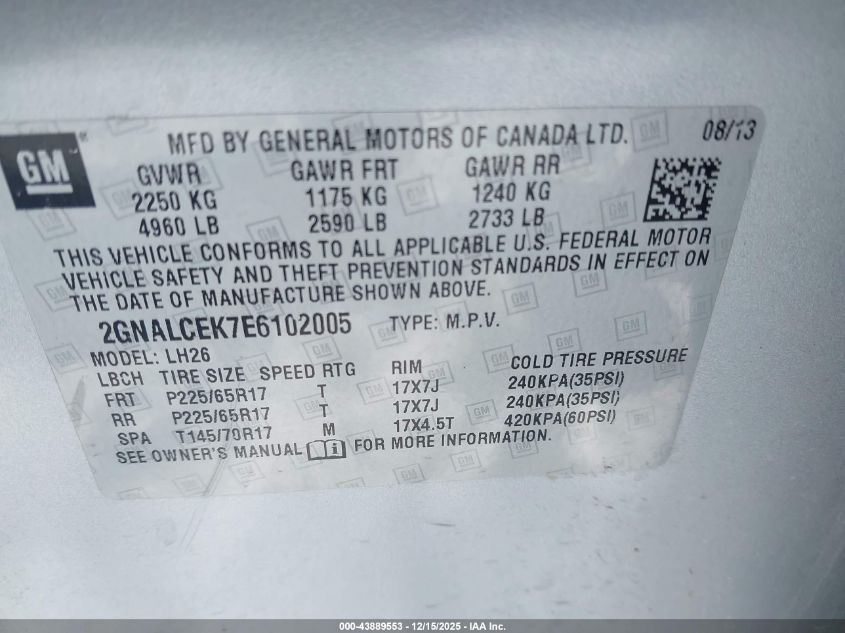 GM
MFD BY GENERAL MOTORS OF CANADA LTD. 08/13
GVWR GAWR FRT GAWR RR
2250 KG 1175 KG 1240 KG
4960 LB 2590 LB 2733 LB
THIS VEHICLE CONFORMS TO ALL APPLICABLE U.S. FEDERAL MOTOR
VEHICLE SAFETY AND THEFT PREVENTION STANDARDS IN EFFECT ON
THE DATE OF MANUFACTURE SHOWN ABOVE.
2GNALCEK7E6102005 TYPE: M.P.V.
MODEL: LH26
LBCH TIRE SIZE SPEED RTG RIM COLD TIRE PRESSURE
FRT P225/65R17 T 17X7J 240KPA(35PSI)
RR P225/65R17 T 17X7J 240KPA(35PSI)
SPA T145/70R17 M 17X4.5T 420KPA(60PSI)
SEE OWNER'S MANUAL i FOR MORE INFORMATION.
000-43889553 - 12/15/2025 - IAA Inc.